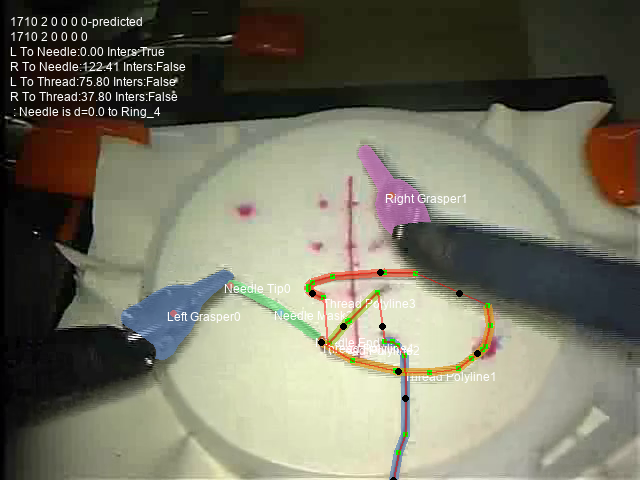 1710 2 0 0 0 0-predicted
1710 2 0 0 0 0
L To Needle:0.00 Inters:True
R To Needle:122.41 Inters:False
L To Thread:75.80 Inters:False
R To Thread:37.80 Inters:False
: Needle is d=0.0 to Ring_4
Right Grasper1
Needle Tip0
Thread Polyline3
Left Grasper0
Needle Mask
Thread Polyline1